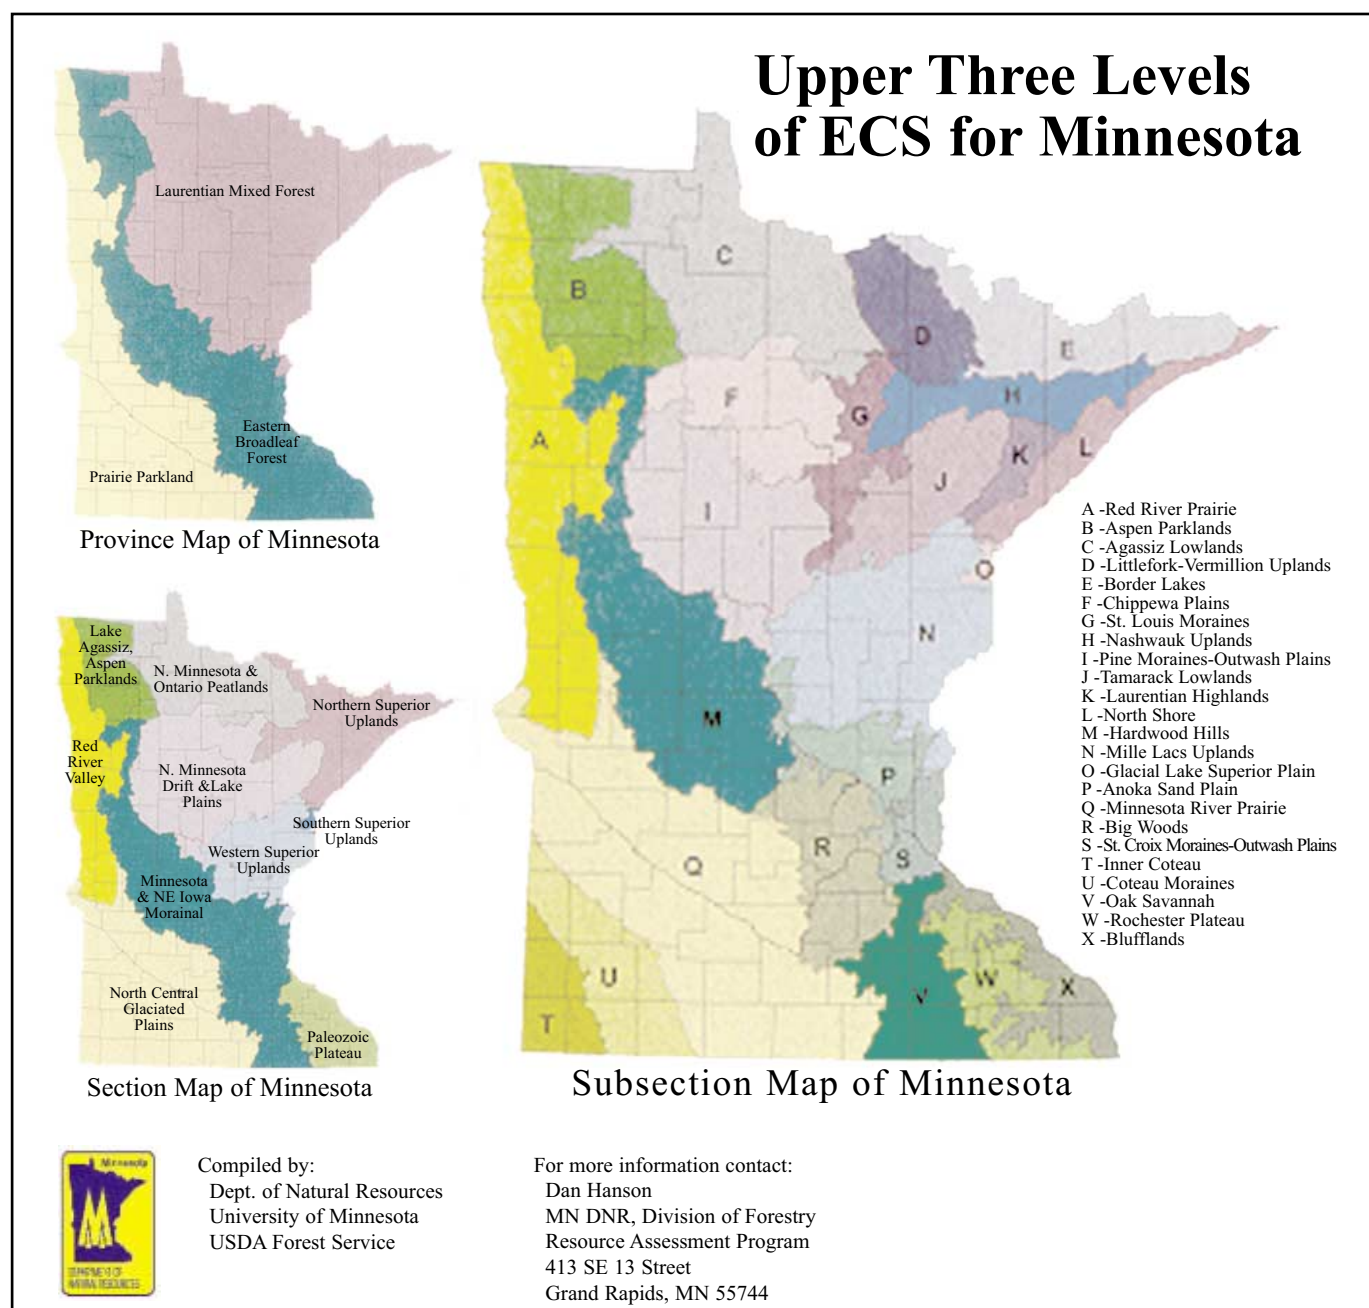 Upper Three Levels
of ECS for Minnesota
Laurentian Mixed Forest
Eastern
Broadleaf
Forest
Prairie Parkland
Province Map of Minnesota
Lake
Agassiz,
Aspen
Parklands
N. Minnesota &
Ontario Peatlands
Northern Superior
Uplands
Red
River
Valley
N. Minnesota
Drift &Lake
Plains
Southern Superior
Uplands
Western Superior
Uplands
Minnesota
& NE Iowa
Morainal
North Central
Glaciated
Plains
Paleozoic
Plateau
Section Map of Minnesota
C
B
D
E
F
H
G
A
K
L
J
I
O
N
M
P
R
S
Q
U
W
X
V
T
Subsection Map of Minnesota
A -Red River Prairie
B -Aspen Parklands
C -Agassiz Lowlands
D -Littlefork-Vermillion Uplands
E -Border Lakes
F -Chippewa Plains
G -St. Louis Moraines
H -Nashwauk Uplands
I -Pine Moraines-Outwash Plains
J -Tamarack Lowlands
K -Laurentian Highlands
L -North Shore
M -Hardwood Hills
N -Mille Lacs Uplands
O -Glacial Lake Superior Plain
P -Anoka Sand Plain
Q -Minnesota River Prairie
R -Big Woods
S -St. Croix Moraines-Outwash Plains
T -Inner Coteau
U -Coteau Moraines
V -Oak Savannah
W -Rochester Plateau
X -Blufflands
Minnesota
DEPARTMENT OF
NATURAL RESOURCES
Compiled by:
Dept. of Natural Resources
University of Minnesota
USDA Forest Service
For more information contact:
Dan Hanson
MN DNR, Division of Forestry
Resource Assessment Program
413 SE 13 Street
Grand Rapids, MN 55744